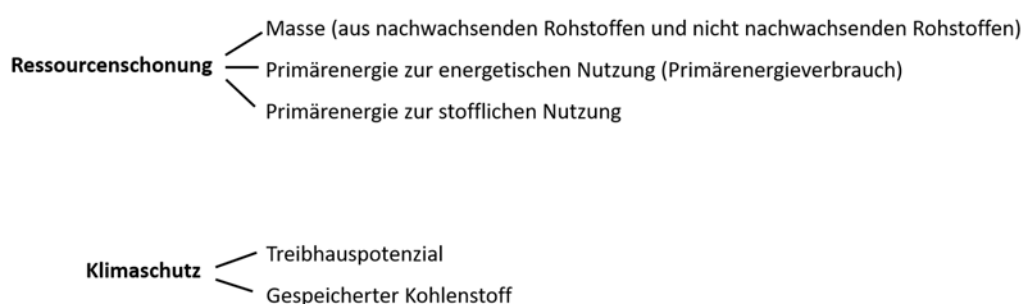 Masse (aus nachwachsenden Rohstoffen und nicht nachwachsenden Rohstoffen)
Ressourcenschonung
Primärenergie zur energetischen Nutzung (Primärenergieverbrauch)
Primärenergie zur stofflichen Nutzung
Treibhauspotenzial
Klimaschutz
Gespeicherter Kohlenstoff